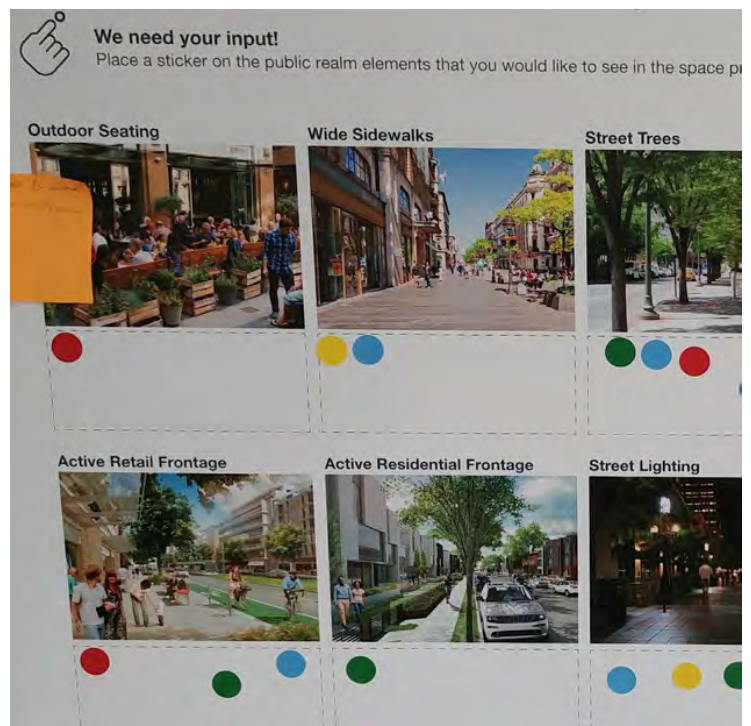 We need your input!
Place a sticker on the public realm elements that you would like to see in the space
Outdoor Seating
Wide Sidewalks
Street Trees
Active Retail Frontage
Active Residential Frontage
Street Lighting